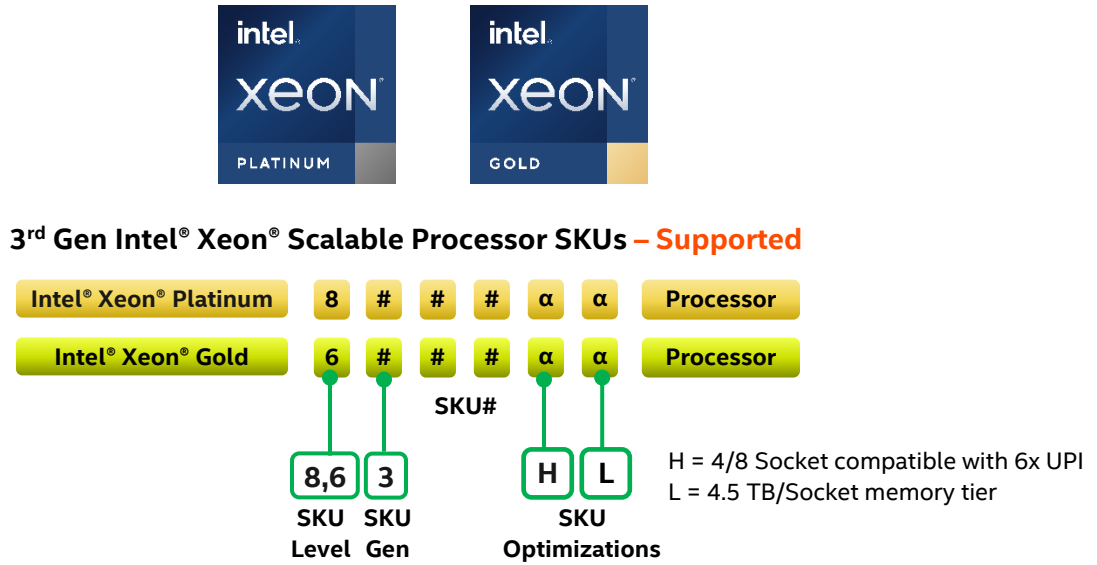 intel.
xeon®
PLATINUM
intel.
xeon®
GOLD
3rd Gen Intel® Xeon® Scalable Processor SKUs – Supported
Intel® Xeon® Platinum 8 # # # α α Processor
Intel® Xeon® Gold 6 # # # α α Processor
SKU#
8,6 3 H L
H = 4/8 Socket compatible with 6x UPI
L = 4.5 TB/Socket memory tier
SKU Level
SKU Gen
SKU Optimizations